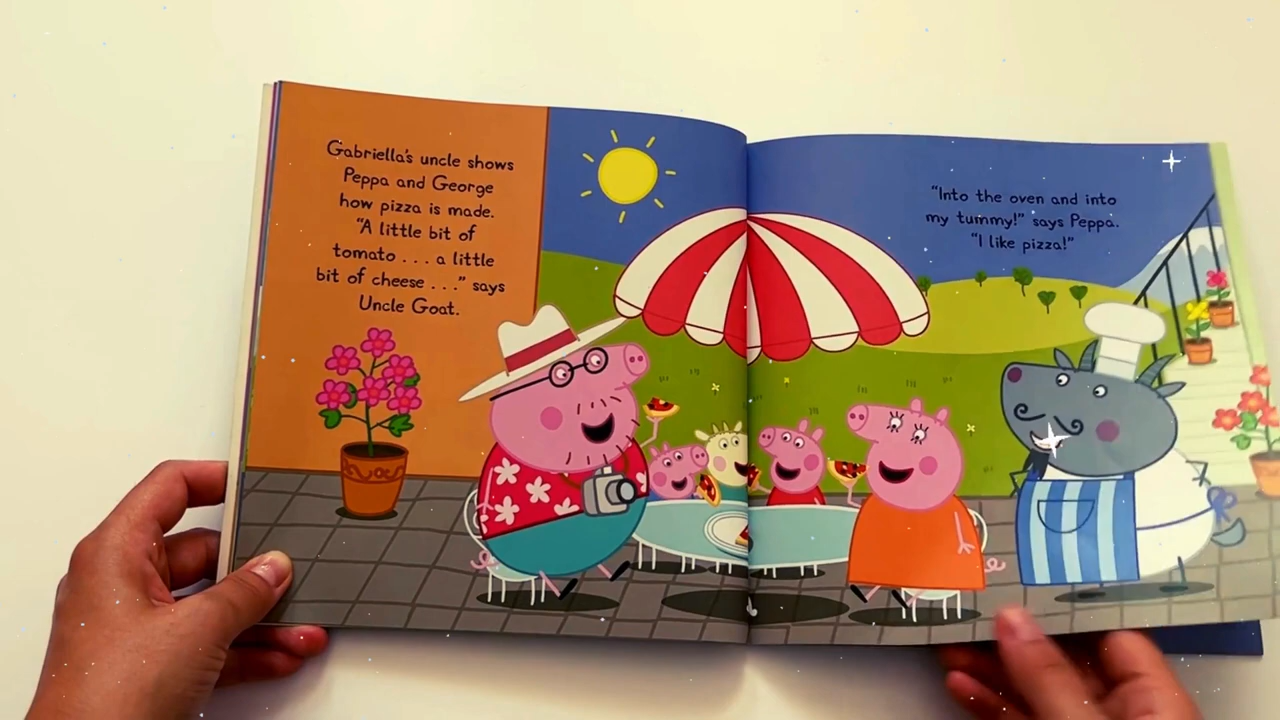 Gabriella's uncle shows
Peppa and George
how pizza is made.
"A little bit of
tomato . . . a little
bit of cheese . . ." says
Uncle Goat.
"Into the oven and into
my tummy!" says Peppa.
"I like pizza!"